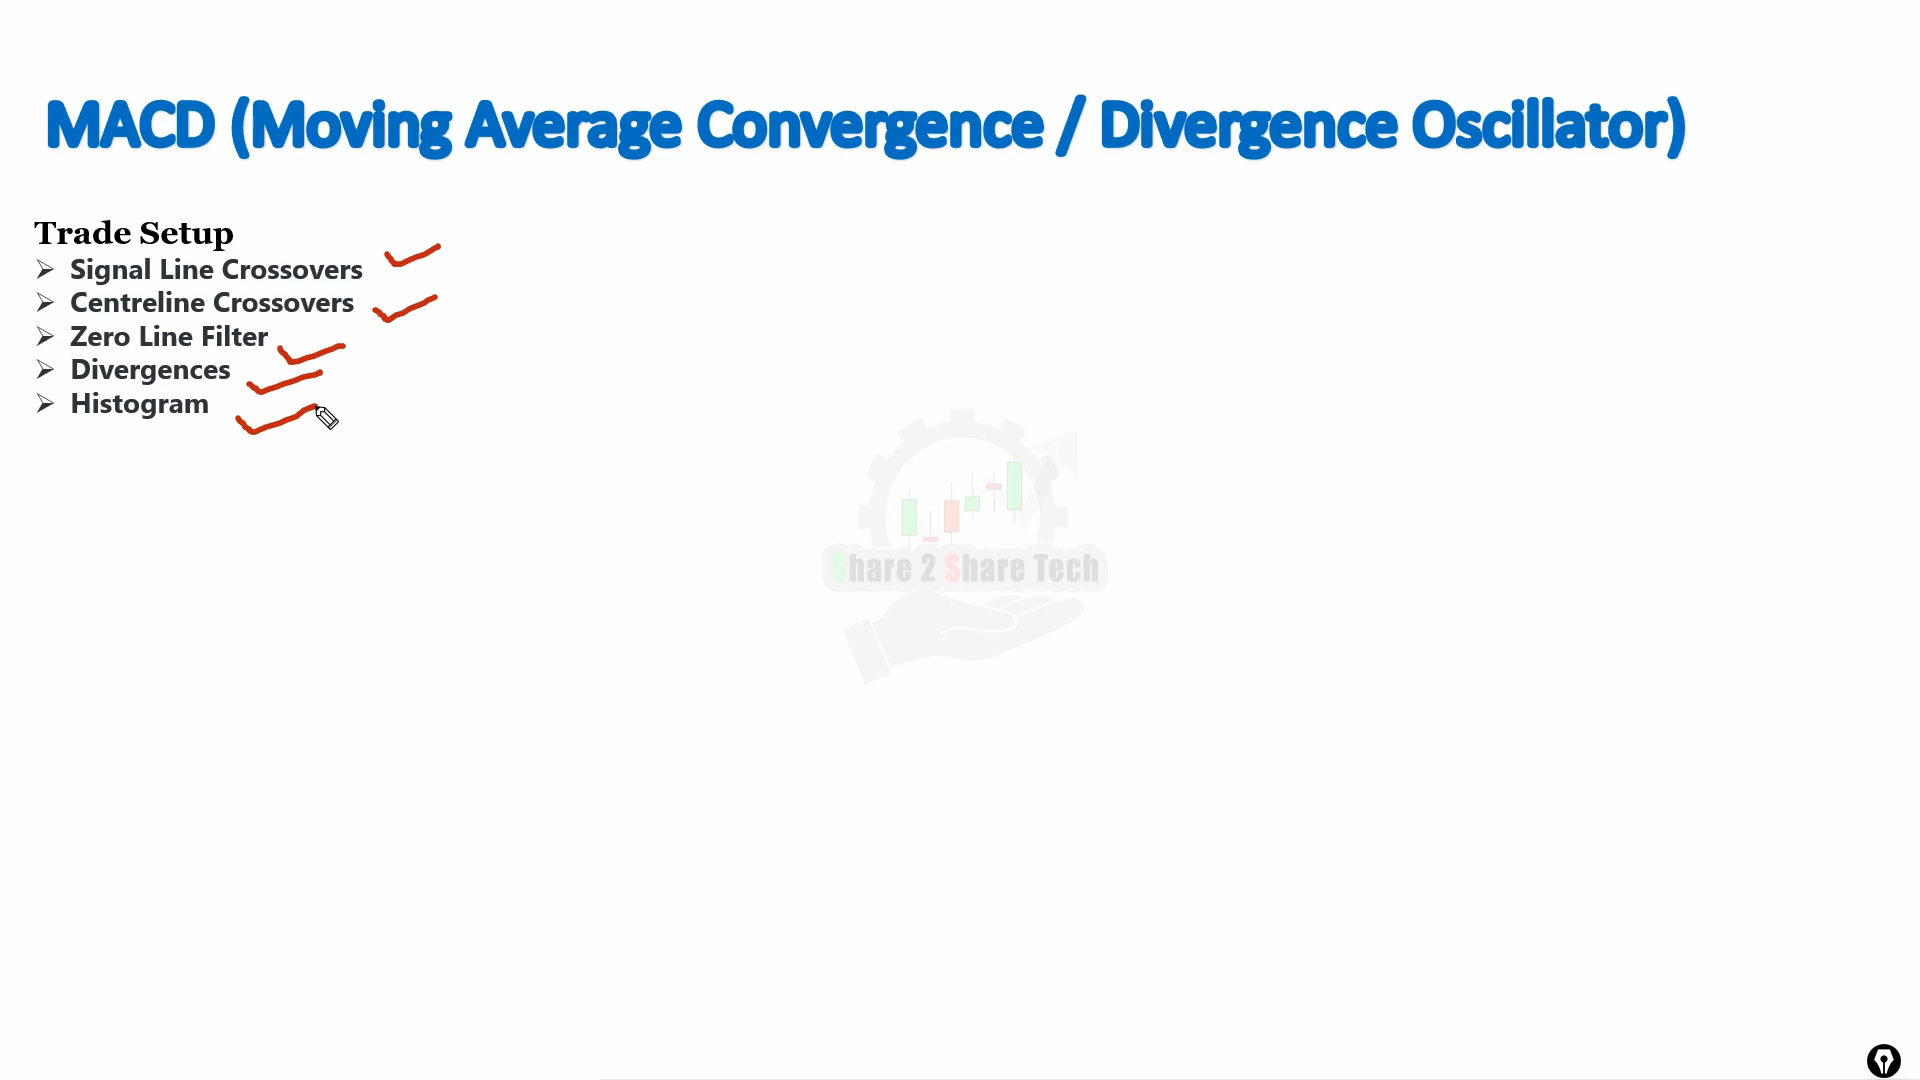 MACD (Moving Average Convergence / Divergence Oscillator)
Trade Setup
➢ Signal Line Crossovers
➢ Centreline Crossovers
➢ Zero Line Filter
➢ Divergences
➢ Histogram
Share 2 Share Tech